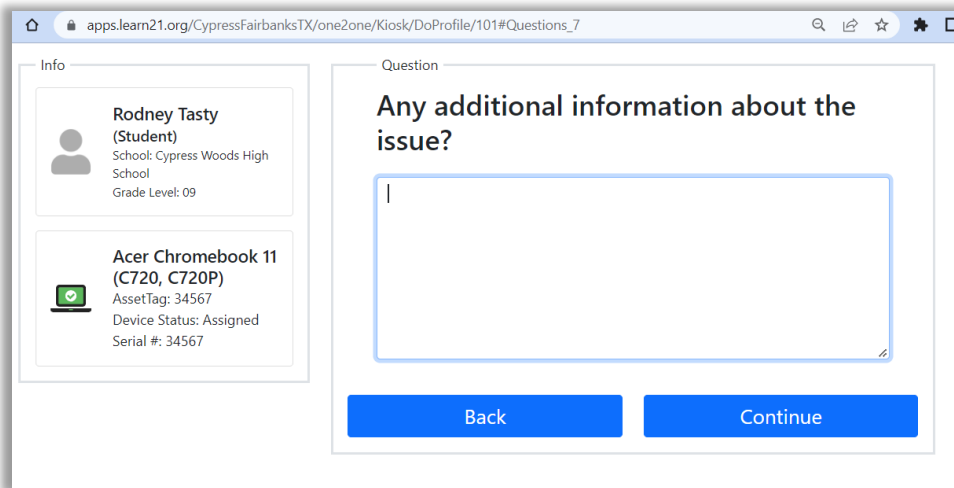 apps.learn21.org/CypressFairbanksTX/one2one/Kiosk/DoProfile/101#Questions_7
Info
Rodney Tasty
(Student)
School: Cypress Woods High
School
Grade Level: 09
Acer Chromebook 11
(C720, C720P)
AssetTag: 34567
Device Status: Assigned
Serial #: 34567
Question
Any additional information about the
issue?
Back
Continue